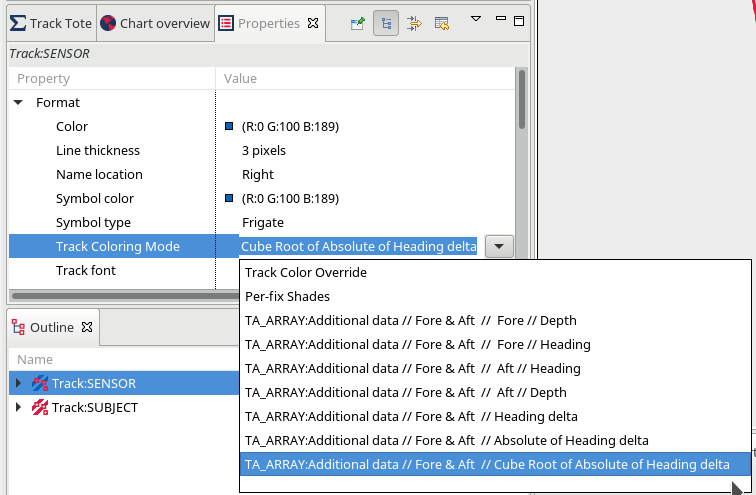 Track Tote Chart overview Properties
Track:SENSOR
Property Value
Format
Color (R:0 G:100 B:189)
Line thickness 3 pixels
Name location Right
Symbol color (R:0 G:100 B:189)
Symbol type Frigate
Track Coloring Mode Cube Root of Absolute of Heading delta
Track font
Track Color Override
Per-fix Shades
TA_ARRAY:Additional data // Fore & Aft // Fore // Depth
TA_ARRAY:Additional data // Fore & Aft // Fore // Heading
TA_ARRAY:Additional data // Fore & Aft // Aft // Heading
TA_ARRAY:Additional data // Fore & Aft // Aft // Depth
TA_ARRAY:Additional data // Fore & Aft // Heading delta
TA_ARRAY:Additional data // Fore & Aft // Absolute of Heading delta
TA_ARRAY:Additional data // Fore & Aft // Cube Root of Absolute of Heading delta
Outline
Name
Track:SENSOR
Track:SUBJECT